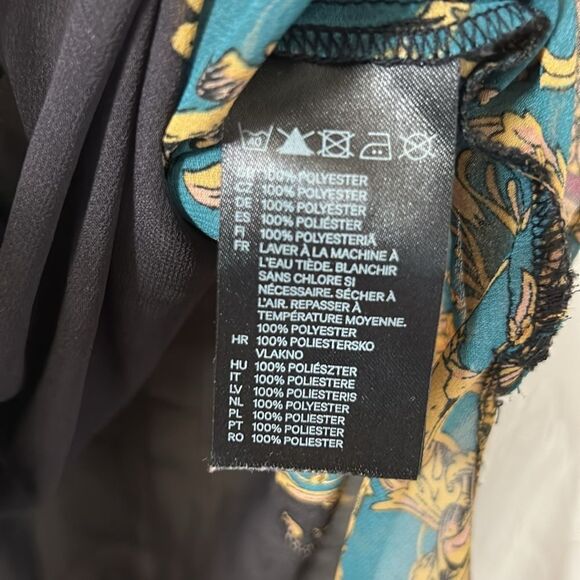 40
100% POLYESTER
CZ 100% POLYESTER
DE 100% POLYESTER
ES 100% POLIÉSTER
FI 100% POLYESTERIÄ
FR LAVER À LA MACHINE À
L'EAU TIÈDE. BLANCHIR
SANS CHLORE SI
NÉCESSAIRE. SÉCHER À
L'AIR. REPASSER À
TEMPÉRATURE MOYENNE.
100% POLYESTER
HR 100% POLIESTERSKO
VLAKNO
HU 100% POLIÉSZTER
IT 100% POLIESTERE
LV 100% POLIESTERIS
NL 100% POLYESTER
PL 100% POLIESTER
PT 100% POLIÉSTER
RO 100% POLIESTER